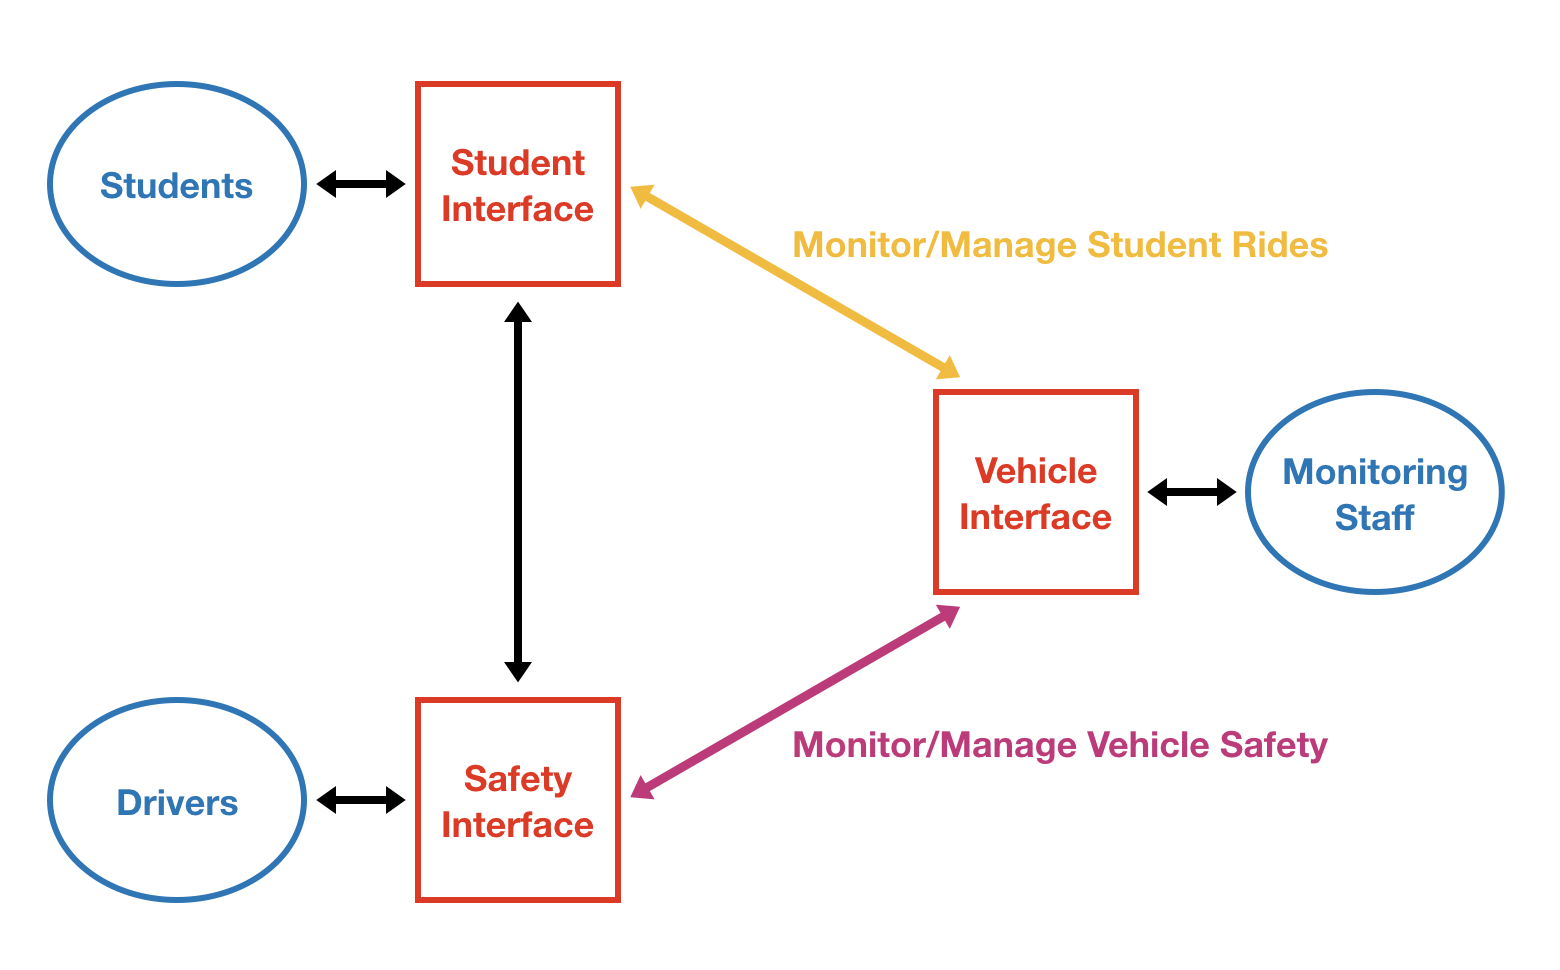 Students
Student
Interface
Monitor/Manage Student Rides
Vehicle
Interface
Monitoring
Staff
Monitor/Manage Vehicle Safety
Drivers
Safety
Interface